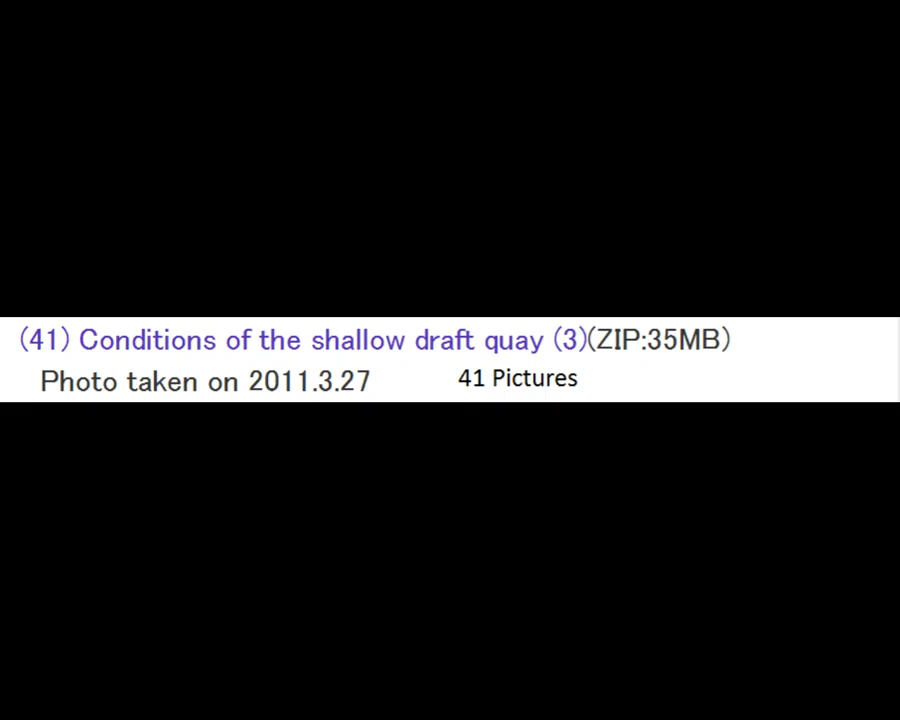 (41) Conditions of the shallow draft quay (3)(ZIP:35MB)
Photo taken on 2011.3.27 41 Pictures